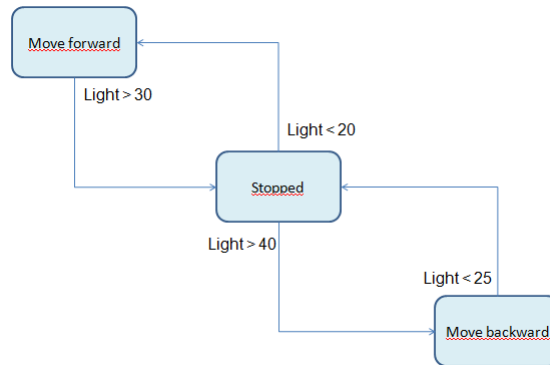 Move forward
Light > 30
Light < 20
Stopped
Light > 40
Light < 25
Move backward